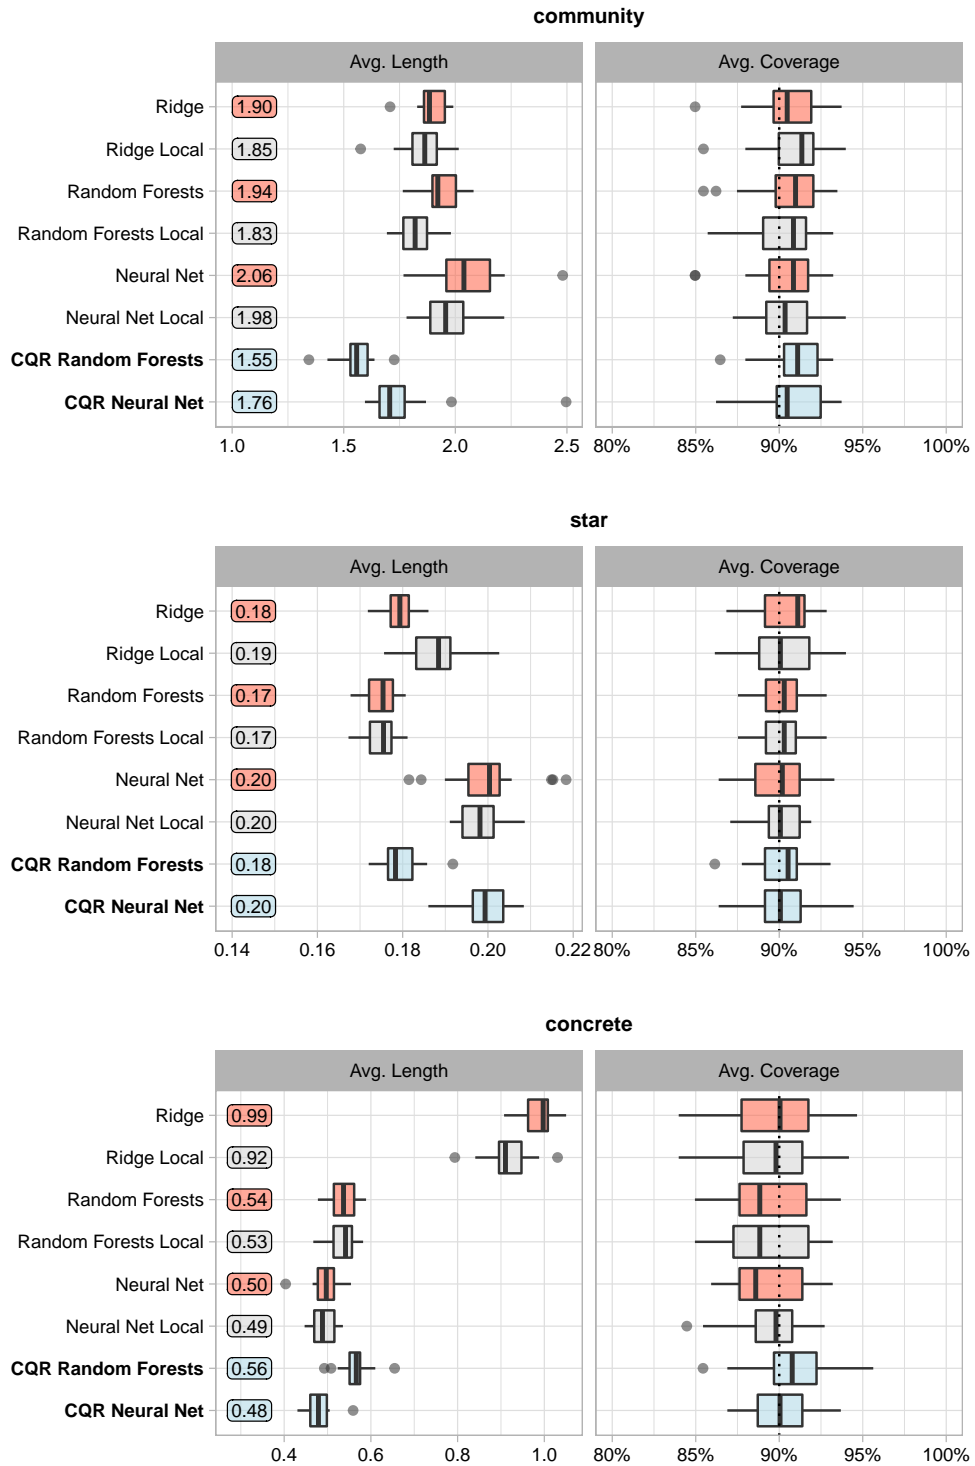 community
Avg. Length Avg. Coverage
Ridge 1.90
Ridge Local 1.85
Random Forests 1.94
Random Forests Local 1.83
Neural Net 2.06
Neural Net Local 1.98
CQR Random Forests 1.55
CQR Neural Net 1.76
1.0 1.5 2.0 2.5 80% 85% 90% 95% 100%
star
Avg. Length Avg. Coverage
Ridge 0.18
Ridge Local 0.19
Random Forests 0.17
Random Forests Local 0.17
Neural Net 0.20
Neural Net Local 0.20
CQR Random Forests 0.18
CQR Neural Net 0.20
0.14 0.16 0.18 0.20 0.22 80% 85% 90% 95% 100%
concrete
Avg. Length Avg. Coverage
Ridge 0.99
Ridge Local 0.92
Random Forests 0.54
Random Forests Local 0.53
Neural Net 0.50
Neural Net Local 0.49
CQR Random Forests 0.56
CQR Neural Net 0.48
0.4 0.6 0.8 1.0 80% 85% 90% 95% 100%